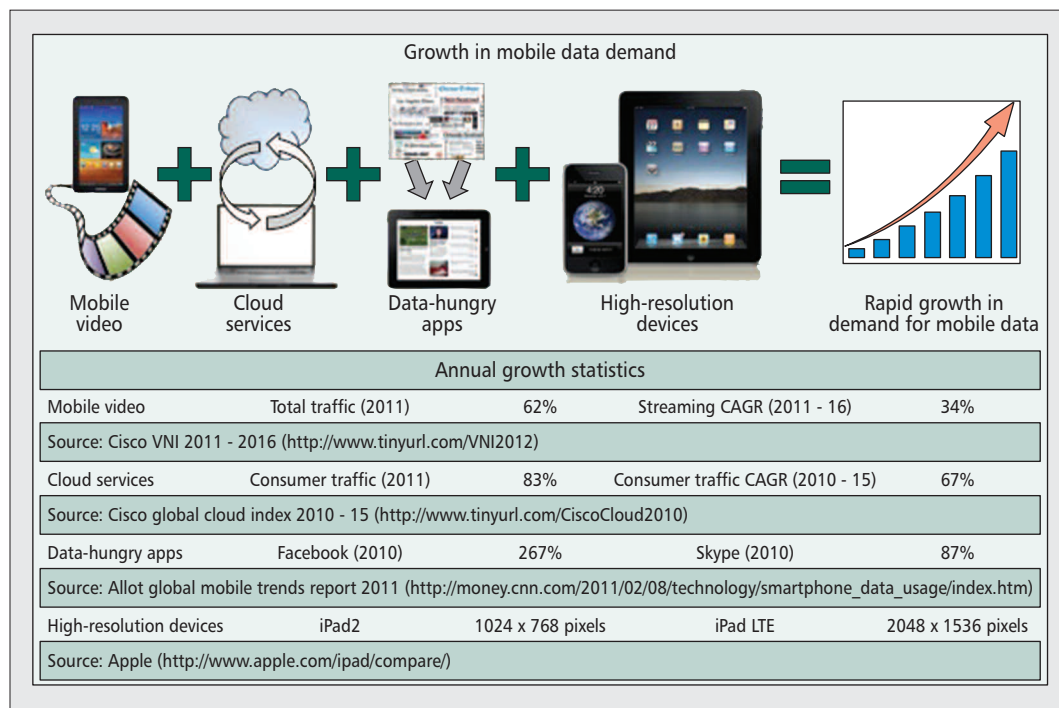 Growth in mobile data demand
4:20
Mobile
video
Cloud
services
Data-hungry
apps
High-resolution
devices
Rapid growth in
demand for mobile data
Annual growth statistics
Mobile video Total traffic (2011) 62% Streaming CAGR (2011 - 16) 34%
Source: Cisco VNI 2011 - 2016 (http://www.tinyurl.com/VNI2012)
Cloud services Consumer traffic (2011) 83% Consumer traffic CAGR (2010 - 15) 67%
Source: Cisco global cloud index 2010 - 15 (http://www.tinyurl.com/CiscoCloud2010)
Data-hungry apps Facebook (2010) 267% Skype (2010) 87%
Source: Allot global mobile trends report 2011 (http://money.cnn.com/2011/02/08/technology/smartphone_data_usage/index.htm)
High-resolution devices iPad2 1024 x 768 pixels iPad LTE 2048 x 1536 pixels
Source: Apple (http://www.apple.com/ipad/compare/)